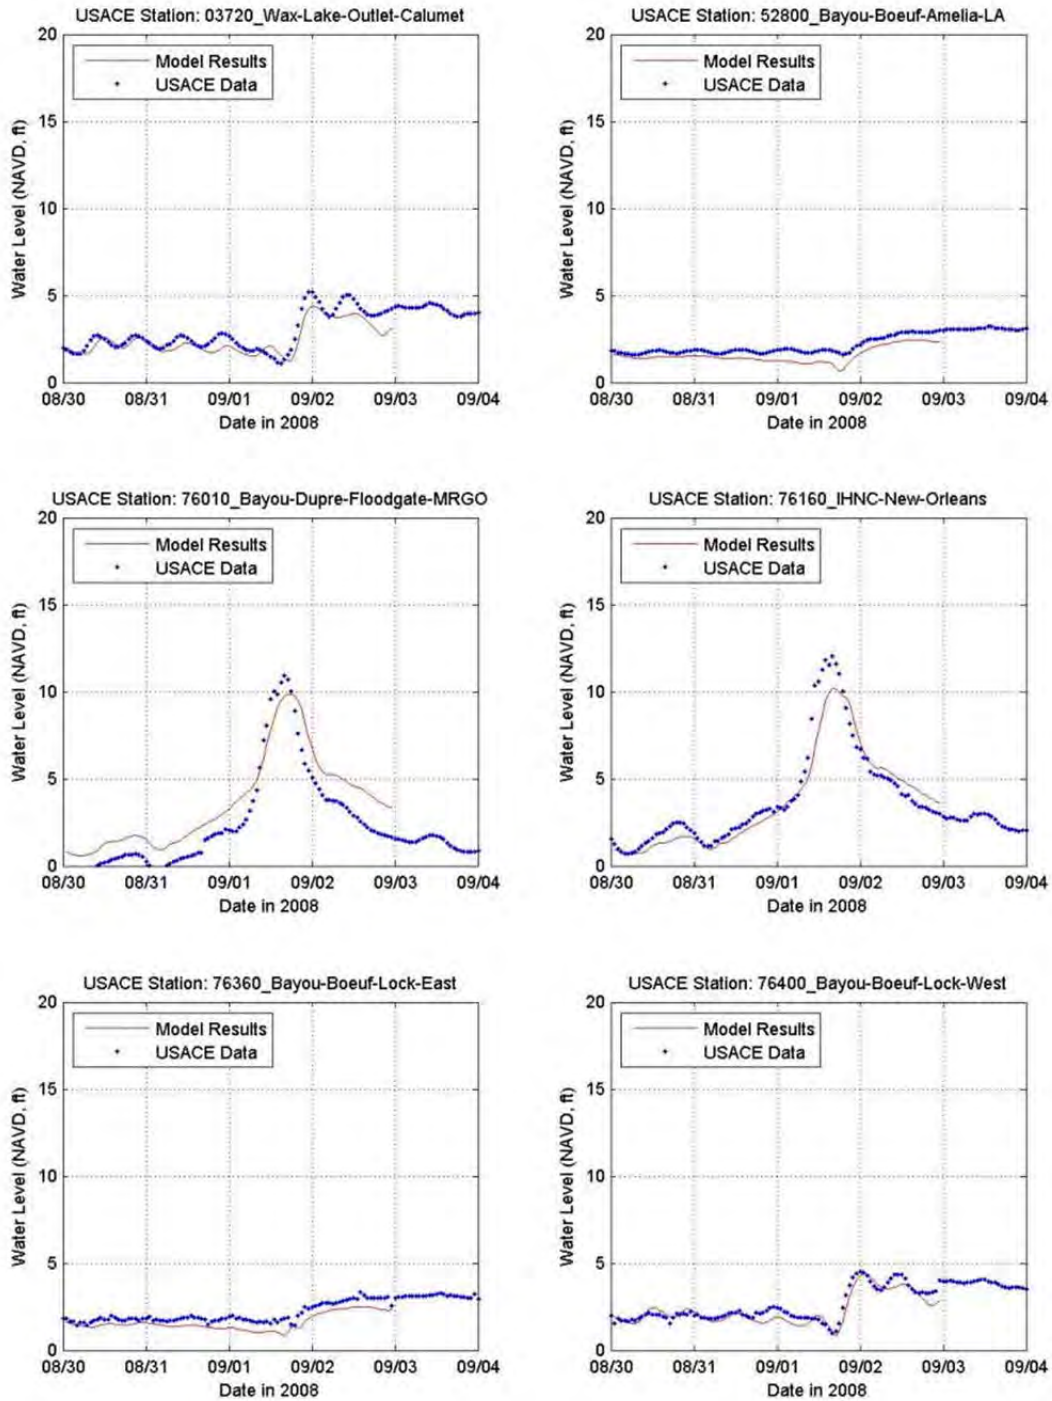 USACE Station: 03720_Wax-Lake-Outlet-Calumet
20
15
10
5
0
Water Level (NAVD, ft)
Model Results
USACE Data
08/30 08/31 09/01 09/02 09/03 09/04
Date in 2008
USACE Station: 52800_Bayou-Boeuf-Amelia-LA
20
15
10
5
0
Water Level (NAVD, ft)
Model Results
USACE Data
08/30 08/31 09/01 09/02 09/03 09/04
Date in 2008
USACE Station: 76010_Bayou-Dupre-Floodgate-MRGO
20
15
10
5
0
Water Level (NAVD, ft)
Model Results
USACE Data
08/30 08/31 09/01 09/02 09/03 09/04
Date in 2008
USACE Station: 76160_IHNC-New-Orleans
20
15
10
5
0
Water Level (NAVD, ft)
Model Results
USACE Data
08/30 08/31 09/01 09/02 09/03 09/04
Date in 2008
USACE Station: 76360_Bayou-Boeuf-Lock-East
20
15
10
5
0
Water Level (NAVD, ft)
Model Results
USACE Data
08/30 08/31 09/01 09/02 09/03 09/04
Date in 2008
USACE Station: 76400_Bayou-Boeuf-Lock-West
20
15
10
5
0
Water Level (NAVD, ft)
Model Results
USACE Data
08/30 08/31 09/01 09/02 09/03 09/04
Date in 2008